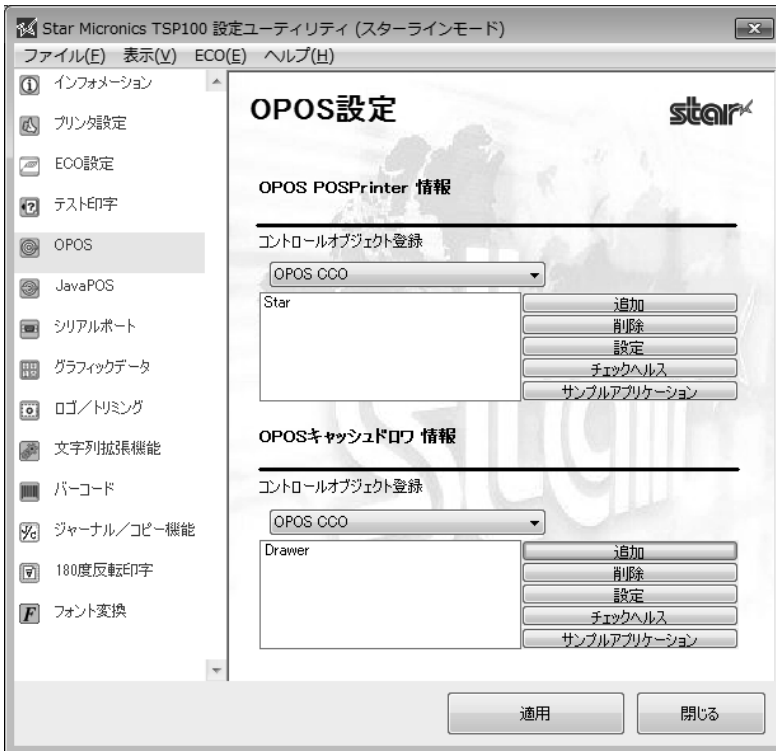 Star Micronics TSP100 設定ユーティリティ (スターラインモード)
ファイル(F) 表示(V) ECO(E) ヘルプ(H)
インフォメーション
プリンタ設定
ECO設定
テスト印字
OPOS
JavaPOS
シリアルポート
グラフィックデータ
ロゴ/トリミング
文字列拡張機能
バーコード
ジャーナル/コピー機能
180度反転印字
フォント変換
OPOS設定
star
OPOS POSPrinter 情報
コントロールオブジェクト登録
OPOS CCO
Star
追加
削除
設定
チェックヘルス
サンプルアプリケーション
OPOSキャッシュドロワ 情報
コントロールオブジェクト登録
OPOS CCO
Drawer
追加
削除
設定
チェックヘルス
サンプルアプリケーション
適用
閉じる